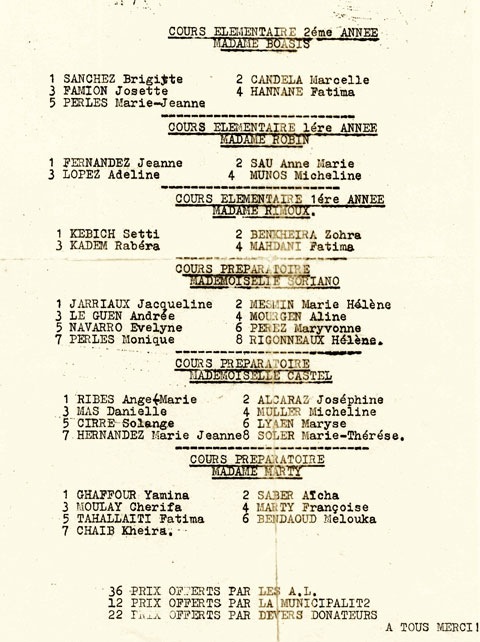 COURS ELEMENTAIRE 2éme ANNEE
MADAME BOASIS
1 SANCHEZ Brigitte 2 CANDELA Marcelle
3 FAMION Josette 4 HANNANE Fatima
5 PERLES Marie-Jeanne
COURS ELEMENTAIRE 1ére ANNEE
MADAME ROBIN
1 FERNANDEZ Jeanne 2 SAU Anne Marie
3 LOPEZ Adeline 4 MUNOS Micheline
COURS ELEMENTAIRE 1ére ANNEE
MADAME RIMOUX.
1 KEBICH Setti 2 BENKHEIRA Zohra
3 KADEM Rabéra 4 MAHDANI Fatima
COURS PREPARATOIRE
MADEMOISELLE SORIANO
1 JARRIAUX Jacqueline 2 MESMIN Marie Hélène
3 LE GUEN Andrée 4 MOURGEN Aline
5 NAVARRO Evelyne 6 PEREZ Maryvonne
7 PERLES Monique 8 RIGONNEAUX Hélène.
COURS PREPARATOIRE
MADEMOISELLE CASTEL
1 RIBES Ange-Marie 2 ALCARAZ Joséphine
3 MAS Danielle 4 MULLER Micheline
5 CIRRE Solange 6 LYAEN Maryse
7 HERNANDEZ Marie Jeanne8 SOLER Marie-Thérése.
COURS PREPARATOIRE
MADAME MARTY
1 GHAFFOUR Yamina 2 SABER Aïcha
3 MOULAY Cherifa 4 MARTY Françoise
5 TAHALLAITI Fatima 6 BENDAOUD Melouka
7 CHAIB Kheira.
36 PRIX OFFERTS PAR LES A.L.
12 PRIX OFFERTS PAR LA MUNICIPALIT2
22 PRIX OFFERTS PAR DEVERS DONATEURS
A TOUS MERCI!